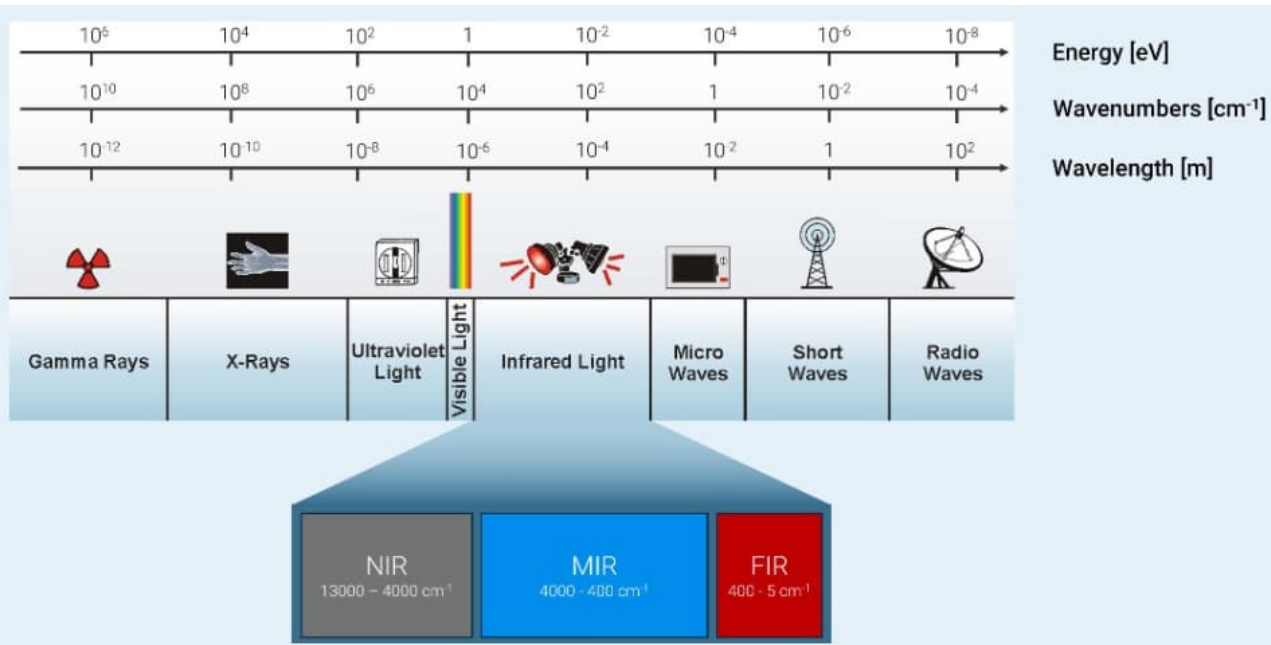 10⁶ 10⁴ 10² 1 10⁻² 10⁻⁴ 10⁻⁶ 10⁻⁸ Energy [eV]
10¹⁰ 10⁸ 10⁶ 10⁴ 10² 1 10⁻² 10⁻⁴ Wavenumbers [cm⁻¹]
10⁻¹² 10⁻¹⁰ 10⁻⁸ 10⁻⁶ 10⁻⁴ 10⁻² 1 10² Wavelength [m]
Gamma Rays
X-Rays
Ultraviolet
Light
Visible Light
Infrared Light
Micro
Waves
Short
Waves
Radio
Waves
NIR
13000 – 4000 cm⁻¹
MIR
4000 - 400 cm⁻¹
FIR
400 - 5 cm⁻¹